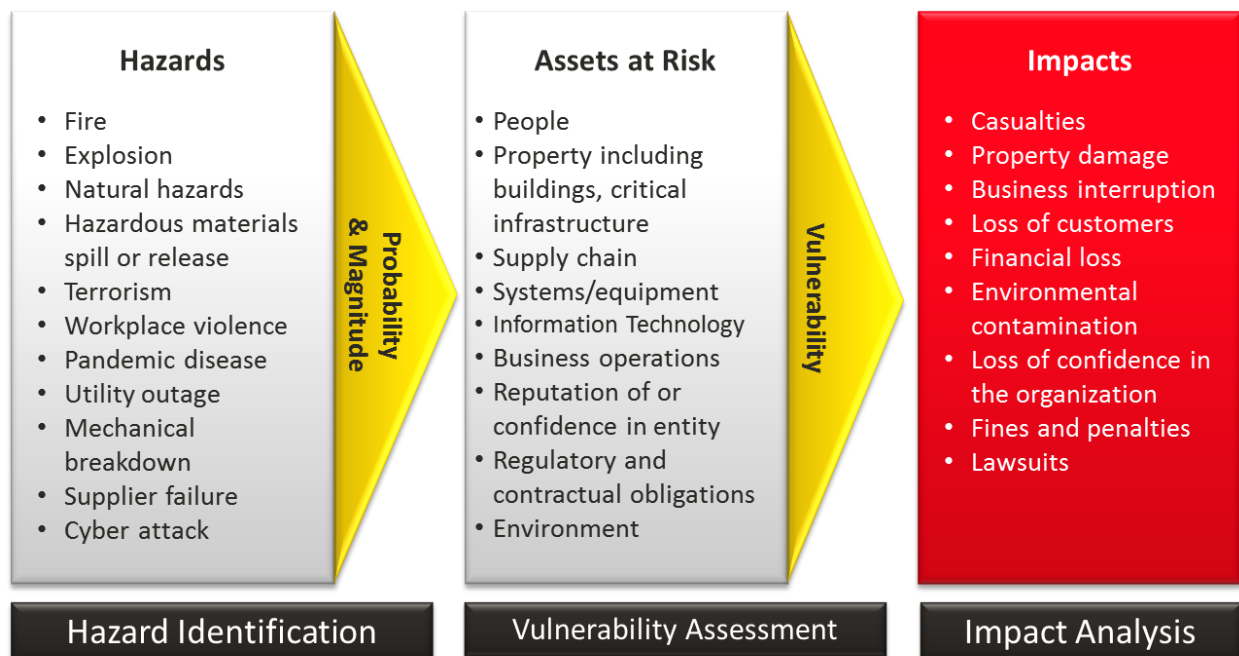 Hazards
• Fire
• Explosion
• Natural hazards
• Hazardous materials
spill or release
• Terrorism
• Workplace violence
• Pandemic disease
• Utility outage
• Mechanical
breakdown
• Supplier failure
• Cyber attack
Probability
& Magnitude
Assets at Risk
• People
• Property including
buildings, critical
infrastructure
• Supply chain
• Systems/equipment
• Information Technology
• Business operations
• Reputation of or
confidence in entity
• Regulatory and
contractual obligations
• Environment
Vulnerability
Impacts
• Casualties
• Property damage
• Business interruption
• Loss of customers
• Financial loss
• Environmental
contamination
• Loss of confidence in
the organization
• Fines and penalties
• Lawsuits
Hazard Identification
Vulnerability Assessment
Impact Analysis